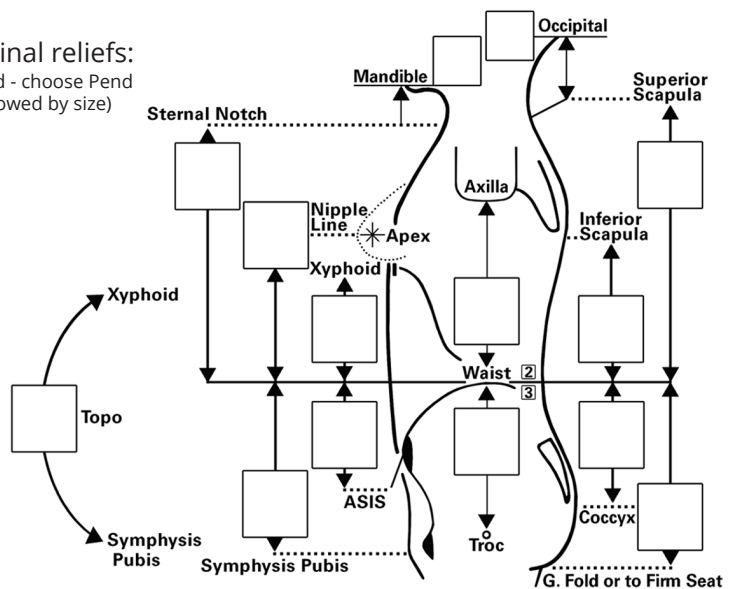 inal reliefs:
d - choose Pend
owed by size)
Occipital
Mandible
Superior
Scapula
Sternal Notch
Axilla
Nipple
Line
Apex
Inferior
Scapula
Xyphoid
Xyphoid
Waist 2
3
Topo
ASIS
Coccyx
Troc
Symphysis
Pubis
Symphysis Pubis
G. Fold or to Firm Seat